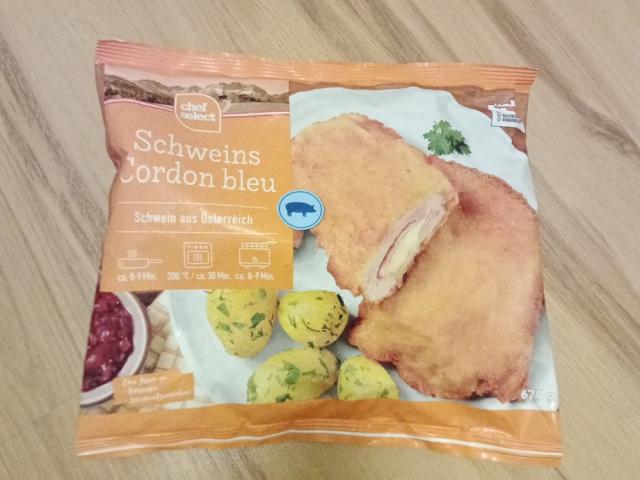 chef
select
Schweins
Cordon bleu
Schwein aus Österreich
ca. 8-9 Min.
200 °C / ca. 30 Min.
ca. 8-9 Min.
670g